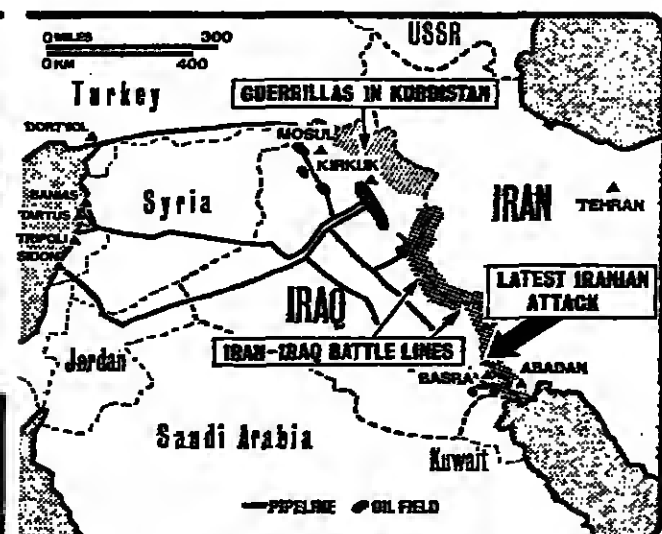 0 MILES 300
0 KM 400
USSR
Turkey
GUERRILLAS IN KURDISTAN
DORTYOL
MOSUL
KIRKUK
BANIAS
Syria
IRAN
TEHRAN
TARTUS
TRIPOLI
SIDON
LATEST IRANIAN
ATTACK
IRAQ
IRAN-IRAQ BATTLE LINES
Jordan
BASRA
ABADAN
Saudi Arabia
Kuwait
PIPELINE OIL FIELD